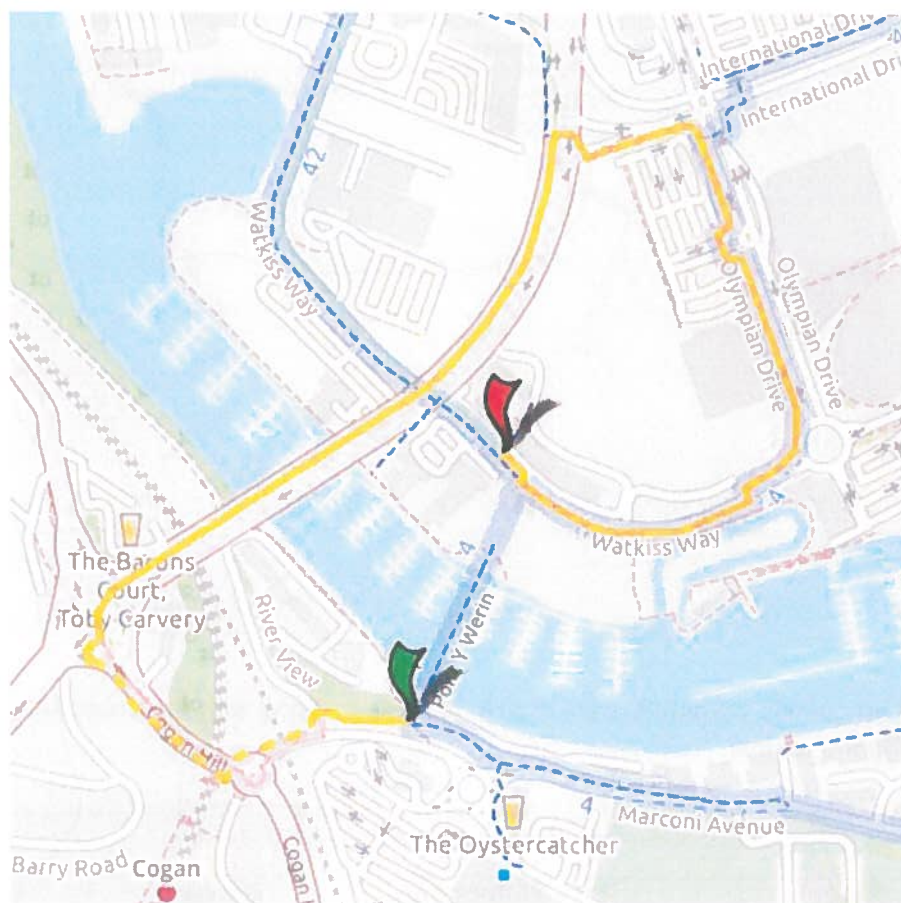 International Drive
International Dri
42
Watkiss Way
Olympian Drive
Olympian Drive
4
Watkiss Way
4
The Barons
Court,
Toby Carvery
River View
Pont Y Werin
Cogan Hill
4
Marconi Avenue
The Oystercatcher
Barry Road
Cogan
Cogan